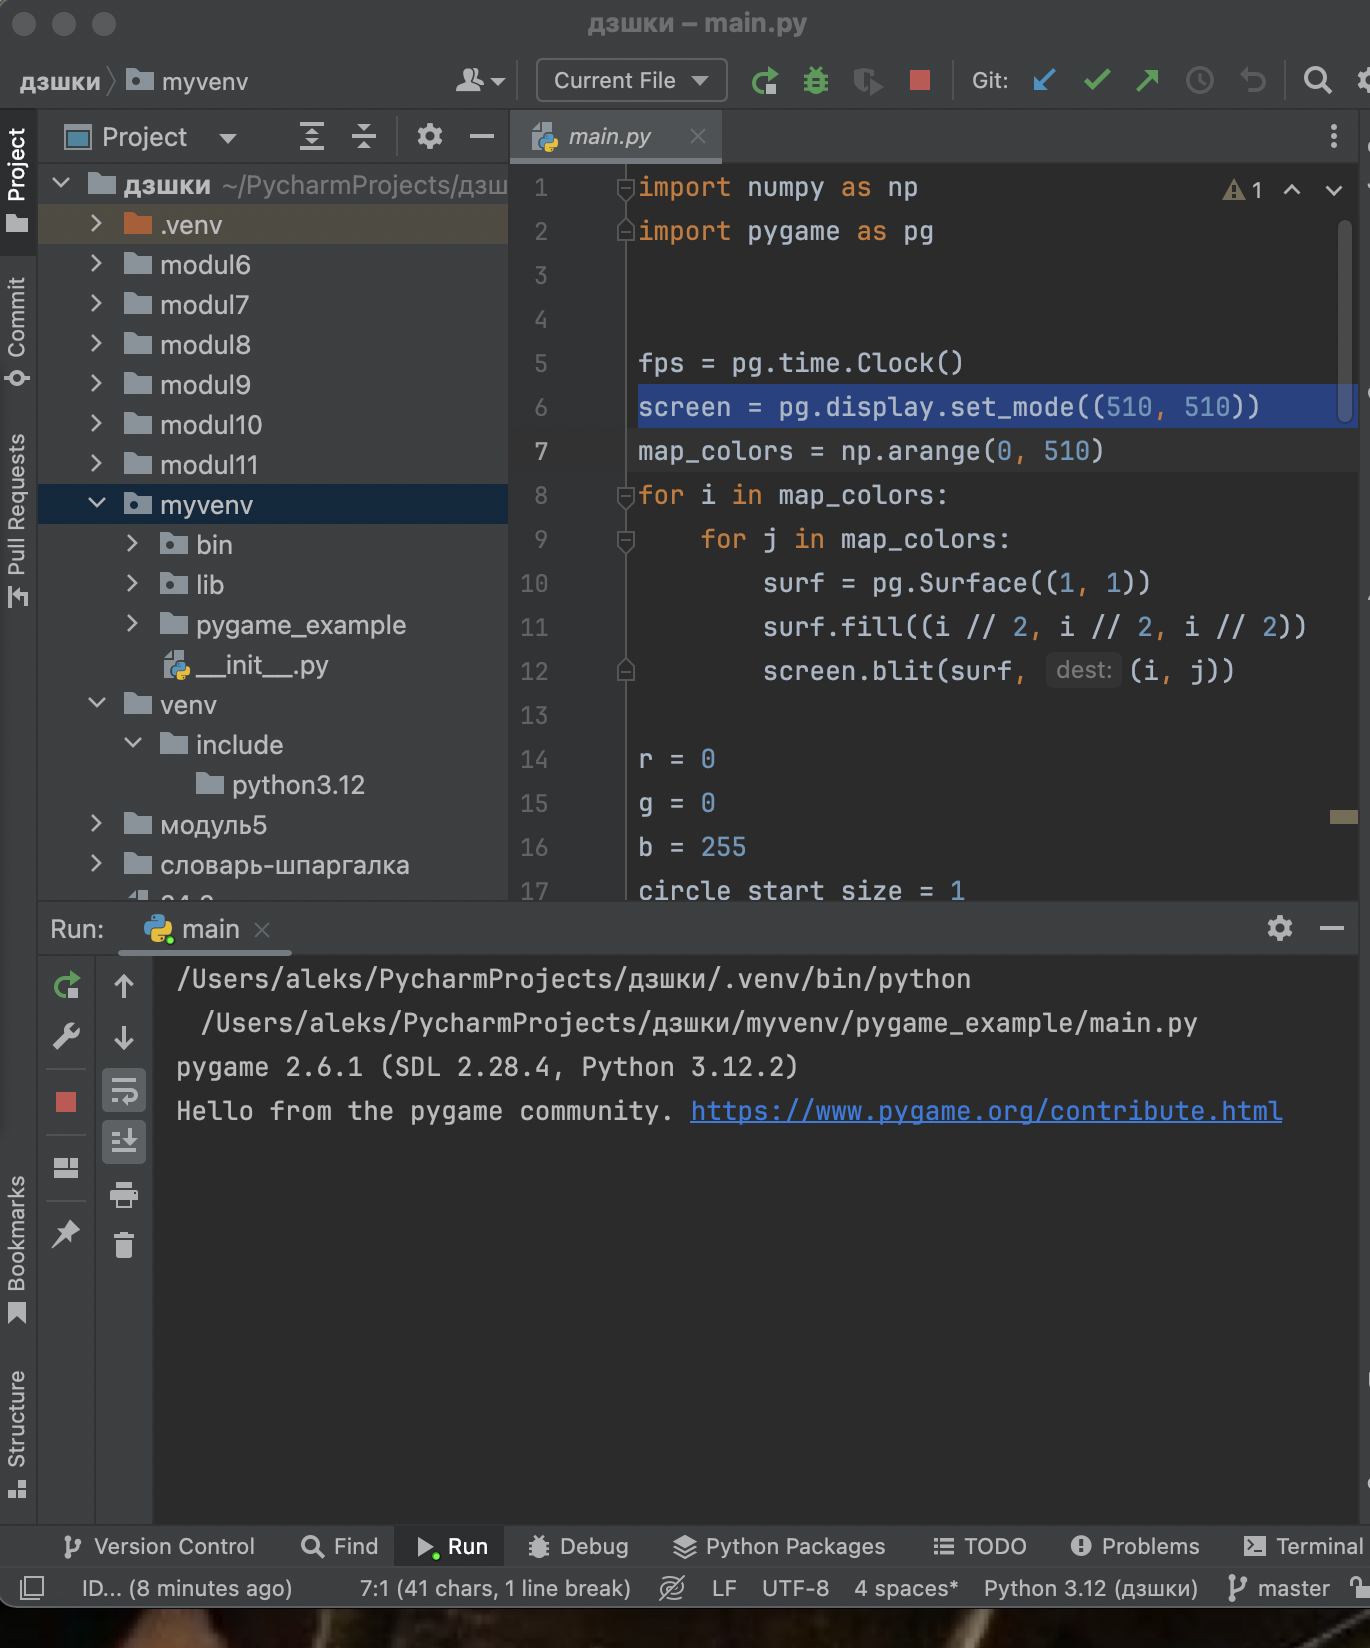 дзшки – main.py
дзшки myvenv Current File Git:
Project main.py
Project
Commit
Pull Requests
Bookmarks
Structure
дзшки ~/PycharmProjects/дзш
.venv
modul6
modul7
modul8
modul9
modul10
modul11
myvenv
bin
lib
pygame_example
__init__.py
venv
include
python3.12
модуль5
словарь-шпаргалка
1 import numpy as np 1
2 import pygame as pg
3
4
5 fps = pg.time.Clock()
6 screen = pg.display.set_mode((510, 510))
7 map_colors = np.arange(0, 510)
8 for i in map_colors:
9 for j in map_colors:
10 surf = pg.Surface((1, 1))
11 surf.fill((i // 2, i // 2, i // 2))
12 screen.blit(surf, dest: (i, j))
13
14 r = 0
15 g = 0
16 b = 255
17 circle_start_size = 1
Run: main
/Users/aleks/PycharmProjects/дзшки/.venv/bin/python
/Users/aleks/PycharmProjects/дзшки/myvenv/pygame_example/main.py
pygame 2.6.1 (SDL 2.28.4, Python 3.12.2)
Hello from the pygame community. https://www.pygame.org/contribute.html
Version Control Find Run Debug Python Packages TODO Problems Terminal
ID... (8 minutes ago) 7:1 (41 chars, 1 line break) LF UTF-8 4 spaces* Python 3.12 (дзшки) master